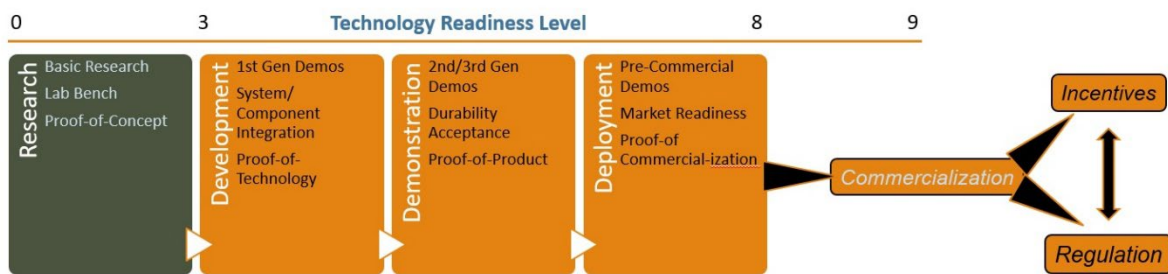 0 3 Technology Readiness Level 8 9
Research
Basic Research
Lab Bench
Proof-of-Concept
Development
1st Gen Demos
System/
Component
Integration
Proof-of-
Technology
Demonstration
2nd/3rd Gen
Demos
Durability
Acceptance
Proof-of-Product
Deployment
Pre-Commercial
Demos
Market Readiness
Proof-of
Commercial-ization
Commercialization
Incentives
Regulation